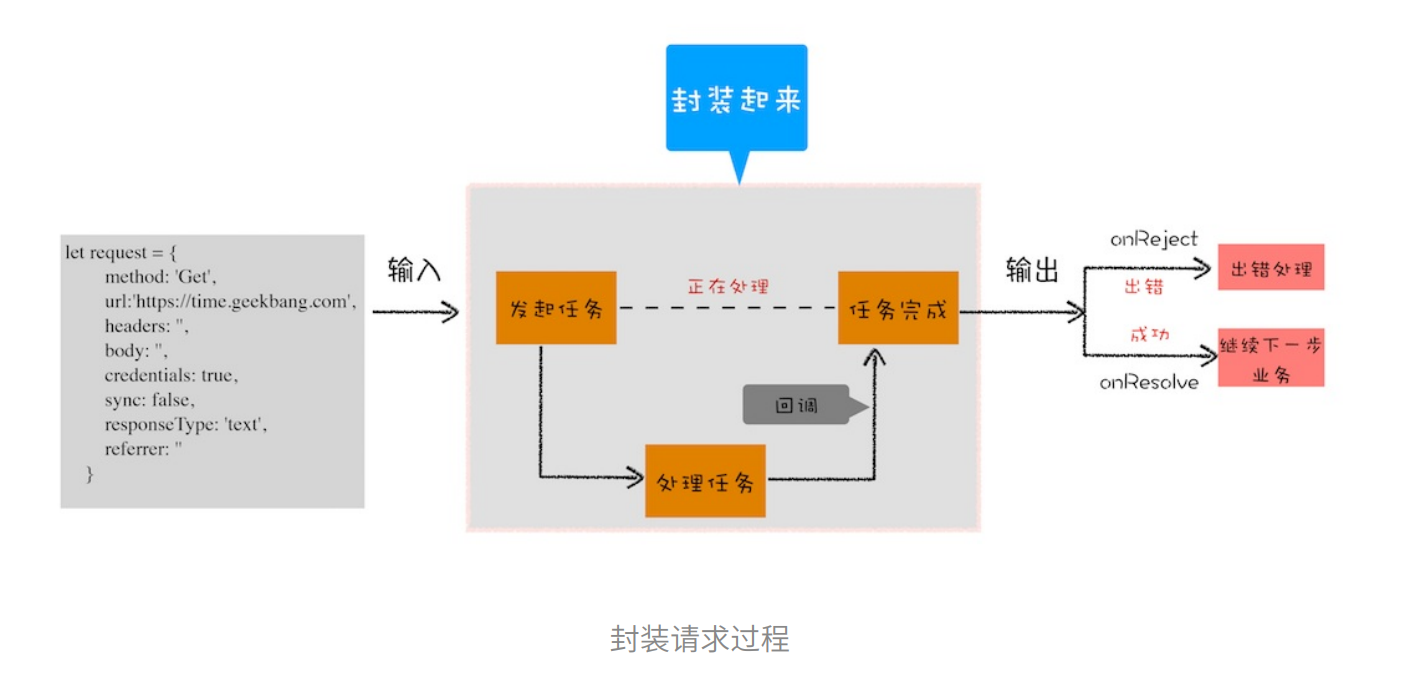 封装起来
let request = {
method: 'Get',
url:'https://time.geekbang.com',
headers: '',
body: '',
credentials: true,
sync: false,
responseType: 'text',
referrer: ''
}
输入
发起任务
正在处理
任务完成
回调
处理任务
输出
onReject
出错
出错处理
成功
onResolve
继续下一步
业务
封装请求过程